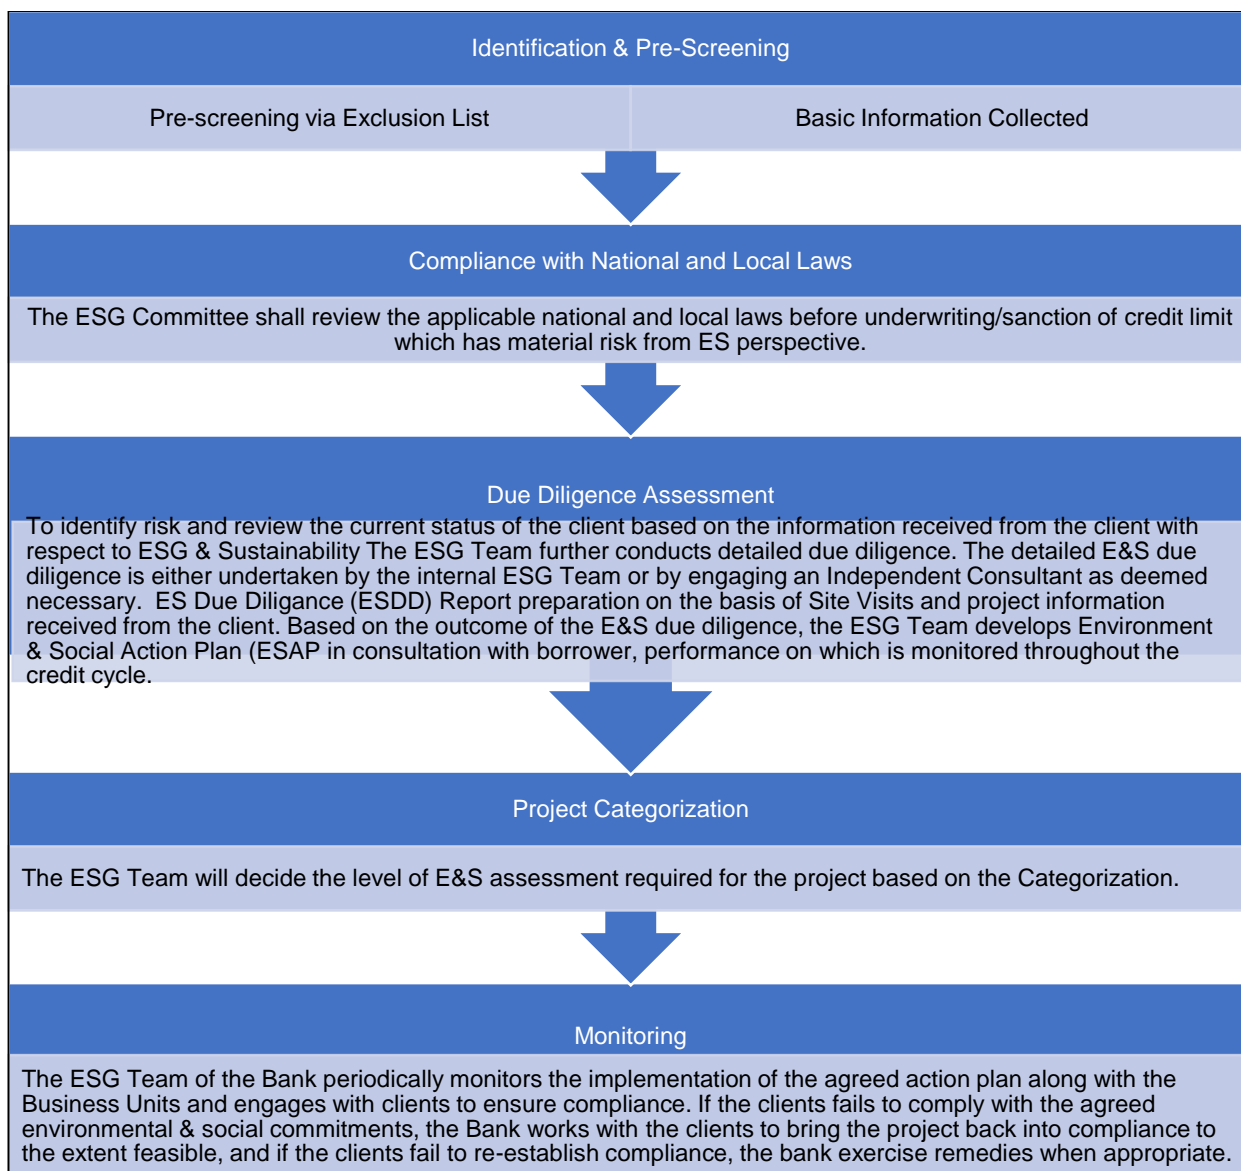 Identification & Pre-Screening
Pre-screening via Exclusion List
Basic Information Collected
Compliance with National and Local Laws
The ESG Committee shall review the applicable national and local laws before underwriting/sanction of credit limit
which has material risk from ES perspective.
Due Diligence Assessment
To identify risk and review the current status of the client based on the information received from the client with
respect to ESG & Sustainability The ESG Team further conducts detailed due diligence. The detailed E&S due
diligence is either undertaken by the internal ESG Team or by engaging an Independent Consultant as deemed
necessary.  ES Due Diligance (ESDD) Report preparation on the basis of Site Visits and project information
received from the client. Based on the outcome of the E&S due diligence, the ESG Team develops Environment
& Social Action Plan (ESAP in consultation with borrower, performance on which is monitored throughout the
credit cycle.
Project Categorization
The ESG Team will decide the level of E&S assessment required for the project based on the Categorization.
Monitoring
The ESG Team of the Bank periodically monitors the implementation of the agreed action plan along with the
Business Units and engages with clients to ensure compliance. If the clients fails to comply with the agreed
environmental & social commitments, the Bank works with the clients to bring the project back into compliance to
the extent feasible, and if the clients fail to re-establish compliance, the bank exercise remedies when appropriate.